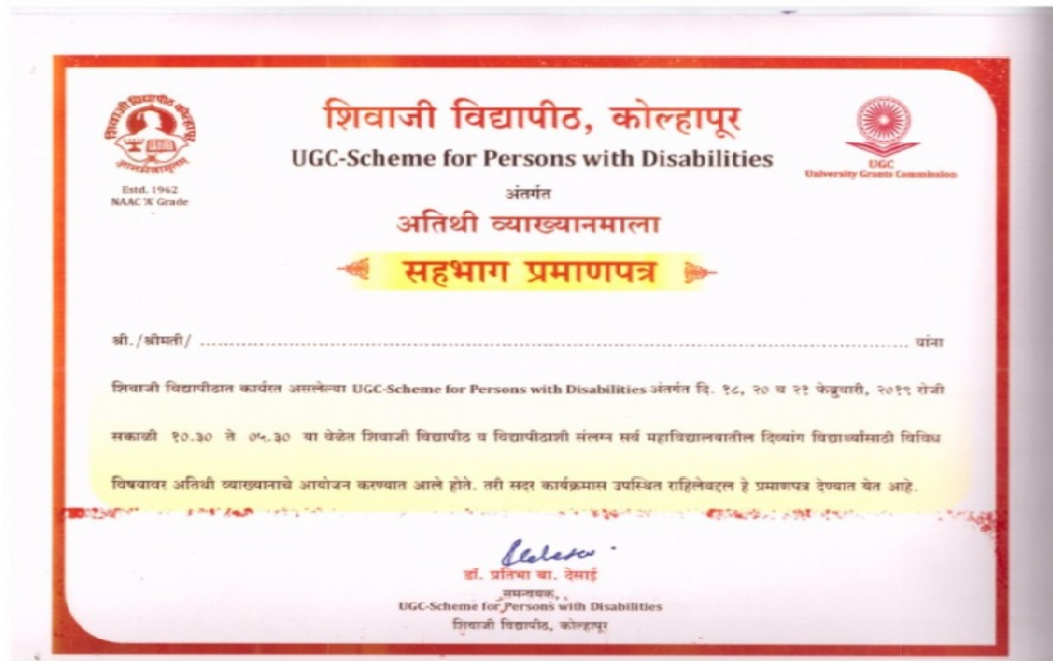 शिवाजी विद्यापीठ, कोल्हापूर
UGC-Scheme for Persons with Disabilities
अंतर्गत
अतिथी व्याख्यानमाला
सहभाग प्रमाणपत्र
शिवाजी विद्यापीठ कोल्हापूर
ज्ञानमेवामृतम्
Estd. 1962
NAAC 'A' Grade
UGC
University Grants Commission
श्री./श्रीमती/ ........................................ यांना
शिवाजी विद्यापीठात कार्यरत असलेल्या UGC-Scheme for Persons with Disabilities अंतर्गत दि. १८, २० व २१ फेब्रुवारी, २०१९ रोजी
सकाळी १०.३० ते ०५.३० या वेळेत शिवाजी विद्यापीठ व विद्यापीठाशी संलग्न सर्व महाविद्यालयातील दिव्यांग विद्यार्थ्यांसाठी विविध
विषयावर अतिथी व्याख्यानाचे आयोजन करण्यात आले होते. तरी सदर कार्यक्रमास उपस्थित राहिलेबद्दल हे प्रमाणपत्र देण्यात येत आहे.
डॉ. प्रतिभा बा. देसाई
समन्वयक,
UGC-Scheme for Persons with Disabilities
शिवाजी विद्यापीठ, कोल्हापूर